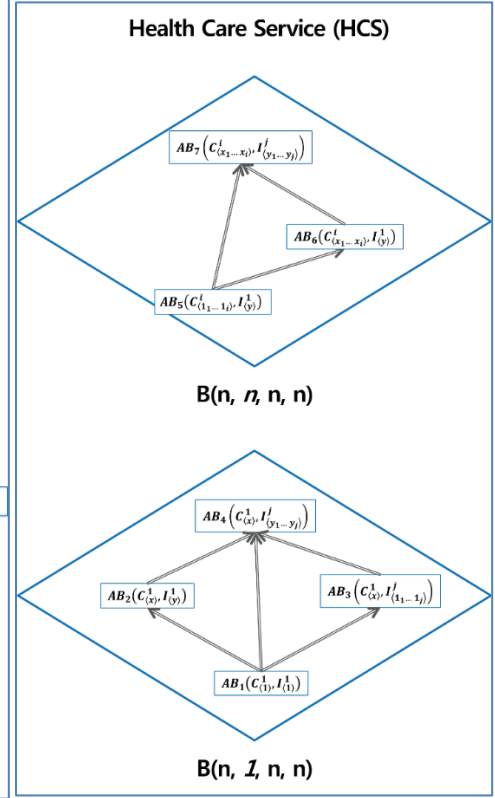 Health Care Service (HCS)
AB₇(C^i_⟨x₁…xᵢ⟩, I^j_⟨y₁…yⱼ⟩)
AB₆(C^i_⟨x₁…xᵢ⟩, I^1_⟨y⟩)
AB₅(C^i_⟨1₁…1ᵢ⟩, I^1_⟨y⟩)
B(n, n, n, n)
AB₄(C^1_⟨x⟩, I^j_⟨y₁…yⱼ⟩)
AB₂(C^1_⟨x⟩, I^1_⟨y⟩)
AB₃(C^1_⟨x⟩, I^j_⟨1₁…1ⱼ⟩)
AB₁(C^1_⟨1⟩, I^1_⟨1⟩)
B(n, 1, n, n)